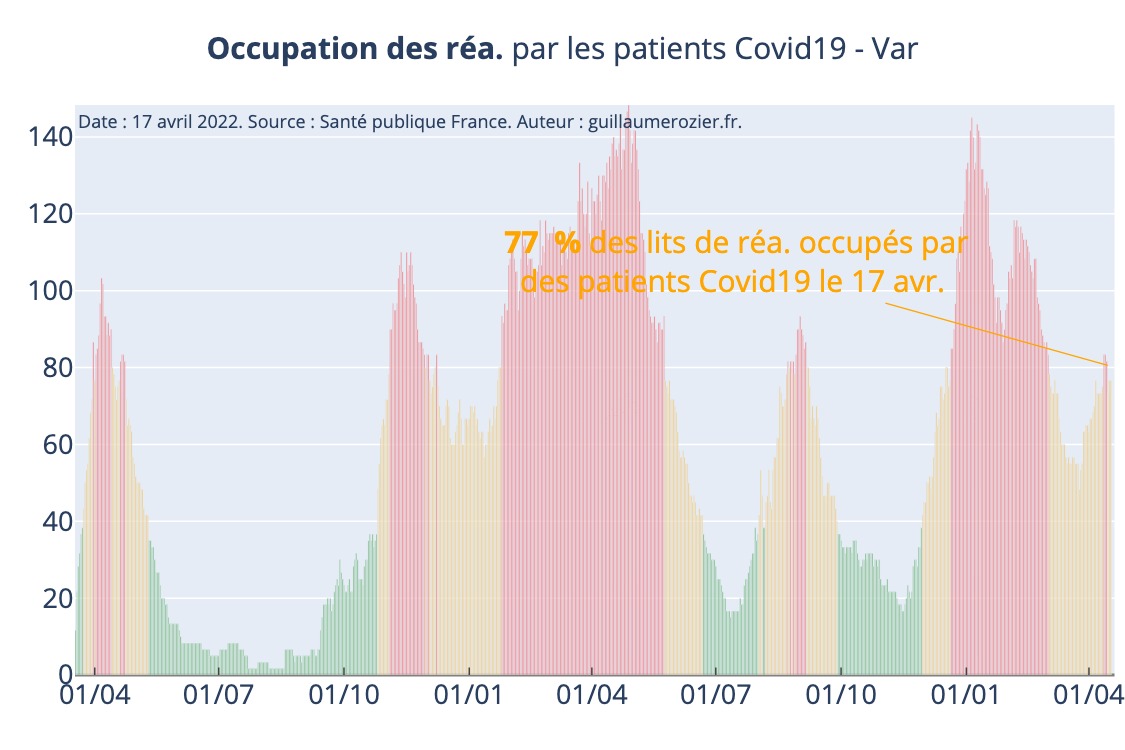 Occupation des réa. par les patients Covid19 - Var
Date : 17 avril 2022. Source : Santé publique France. Auteur : guillaumerozier.fr.
140
120
77 % des lits de réa. occupés par
des patients Covid19 le 17 avr.
100
80
60
40
20
0
01/04 01/07 01/10 01/01 01/04 01/07 01/10 01/01 01/04